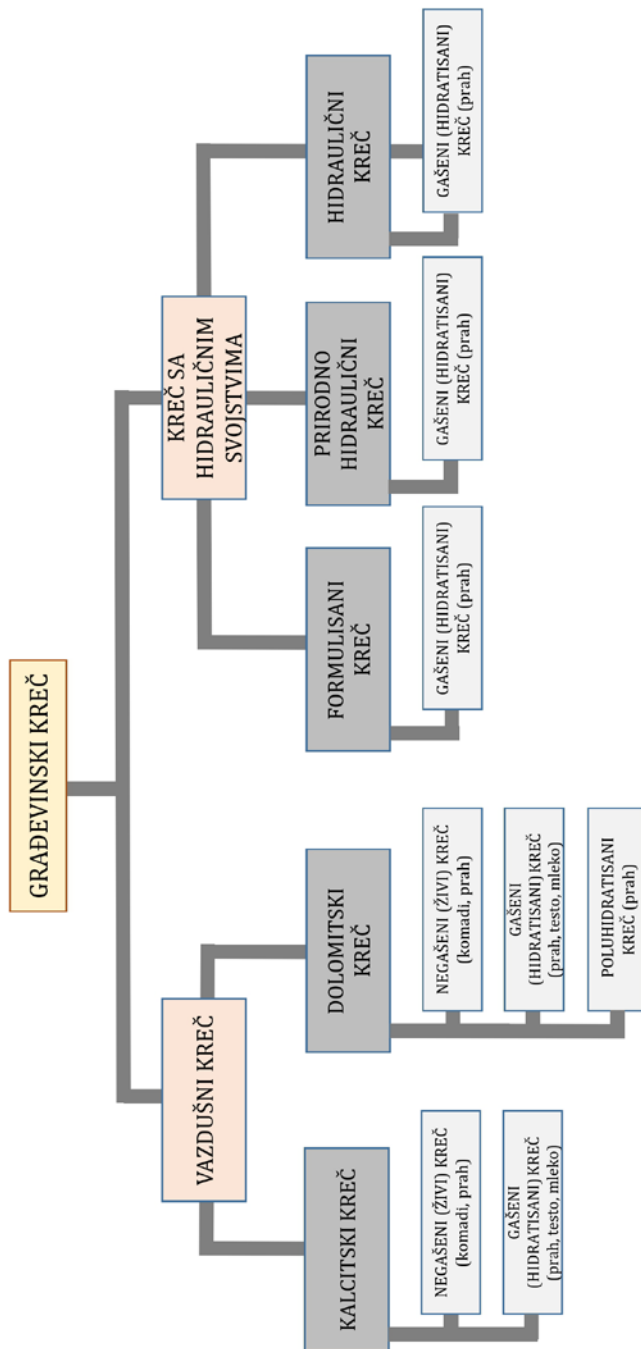 GRAĐEVINSKI KREČ
VAZDUŠNI KREČ
KREČ SA
HIDRAULIČNIM
SVOJSTVIMA
KALCITSKI KREČ
DOLOMITSKI
KREČ
FORMULISANI
KREČ
PRIRODNO
HIDRAULIČNI
KREČ
HIDRAULIČNI
KREČ
NEGAŠENI (ŽIVI) KREČ
(komadi, prah)
GAŠENI
(HIDRATISANI) KREČ
(prah, testo, mleko)
NEGAŠENI (ŽIVI) KREČ
(komadi, prah)
GAŠENI
(HIDRATISANI) KREČ
(prah, testo, mleko)
POLUHIDRATISANI
KREČ (prah)
GAŠENI (HIDRATISANI)
KREČ (prah)
GAŠENI (HIDRATISANI)
KREČ (prah)
GAŠENI (HIDRATISANI)
KREČ (prah)